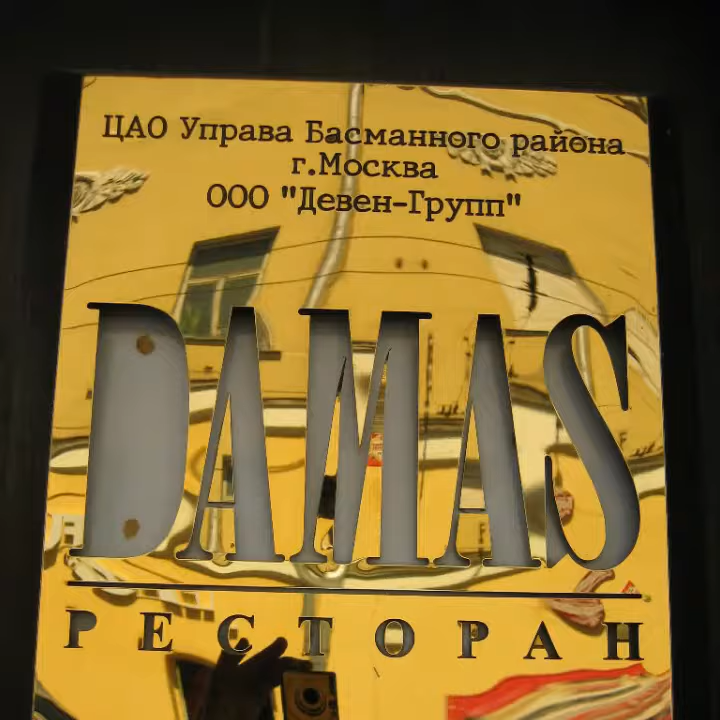 ЦАО Управа Басманного района
г.Москва
ООО "Девен-Групп"
DAMAS
РЕСТОРАН